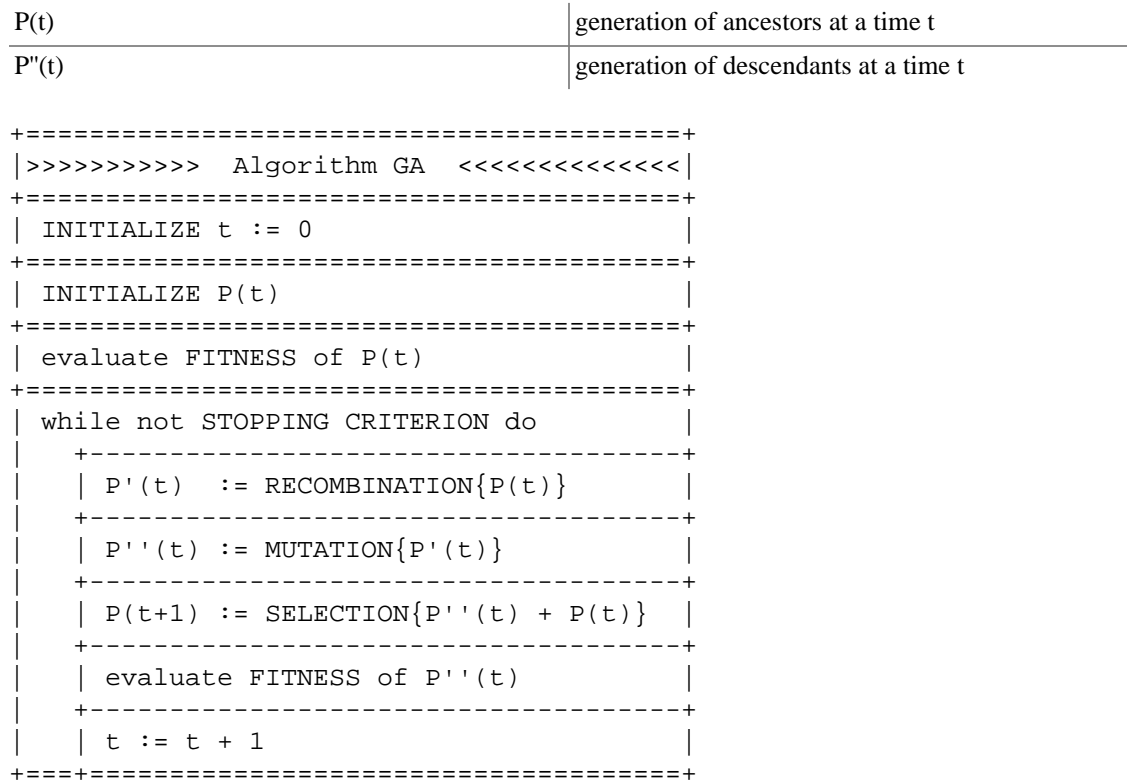 P(t) generation of ancestors at a time t
P''(t) generation of descendants at a time t
+=========================================+
|>>>>>>>>>>>  Algorithm GA  <<<<<<<<<<<<<<|
+=========================================+
| INITIALIZE t := 0                       |
+=========================================+
| INITIALIZE P(t)                         |
+=========================================+
| evaluate FITNESS of P(t)                |
+=========================================+
| while not STOPPING CRITERION do         |
|   +-------------------------------------+
|   | P'(t)  := RECOMBINATION{P(t)}       |
|   +-------------------------------------+
|   | P''(t) := MUTATION{P'(t)}           |
|   +-------------------------------------+
|   | P(t+1) := SELECTION{P''(t) + P(t)}  |
|   +-------------------------------------+
|   | evaluate FITNESS of P''(t)          |
|   +-------------------------------------+
|   | t := t + 1                          |
+===+=====================================+